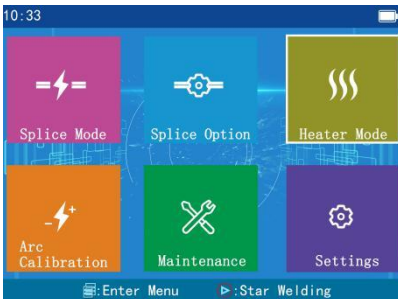 10:33
Splice Mode
Splice Option
Heater Mode
Arc
Calibration
Maintenance
Settings
:Enter Menu :Star Welding